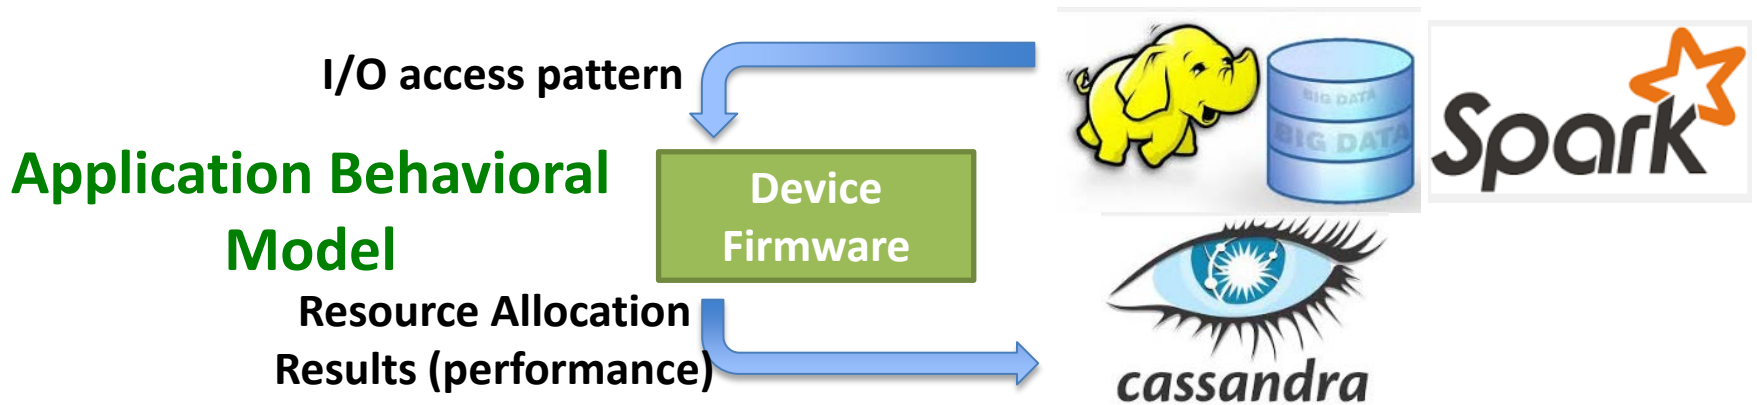 I/O access pattern
Application Behavioral
Model
Device
Firmware
Resource Allocation
Results (performance)
BIG DATA
BIG DATA
Spark
cassandra